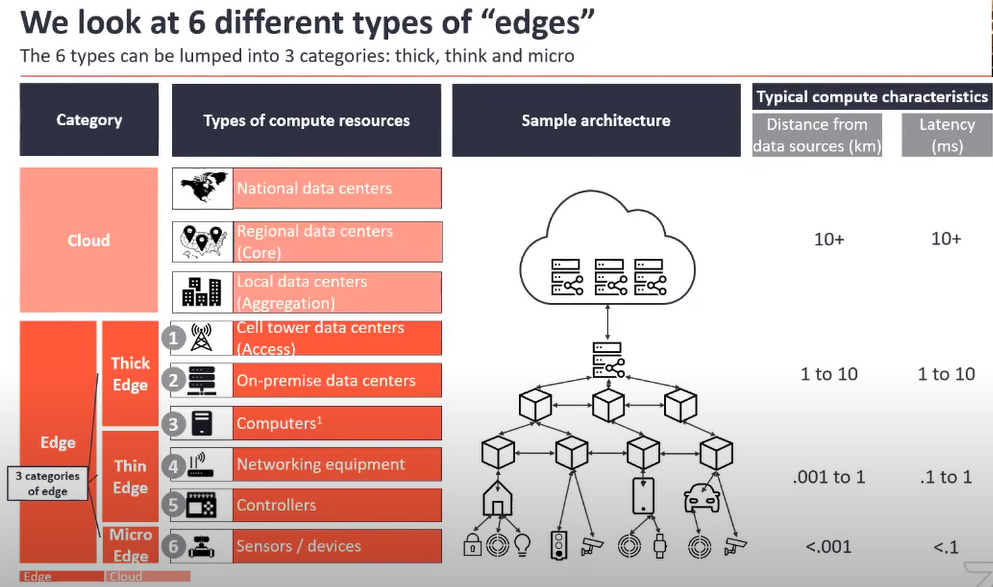 We look at 6 different types of “edges”
The 6 types can be lumped into 3 categories: thick, think and micro
Category
Types of compute resources
Sample architecture
Typical compute characteristics
Distance from
data sources (km)
Latency
(ms)
Cloud
National data centers
Regional data centers
(Core)
Local data centers
(Aggregation)
10+
10+
Edge
3 categories
of edge
Thick
Edge
1
Cell tower data centers
(Access)
2
On-premise data centers
3
Computers¹
1 to 10
1 to 10
Thin
Edge
4
Networking equipment
5
Controllers
.001 to 1
.1 to 1
Micro
Edge
6
Sensors / devices
<.001
<.1
Edge
Cloud